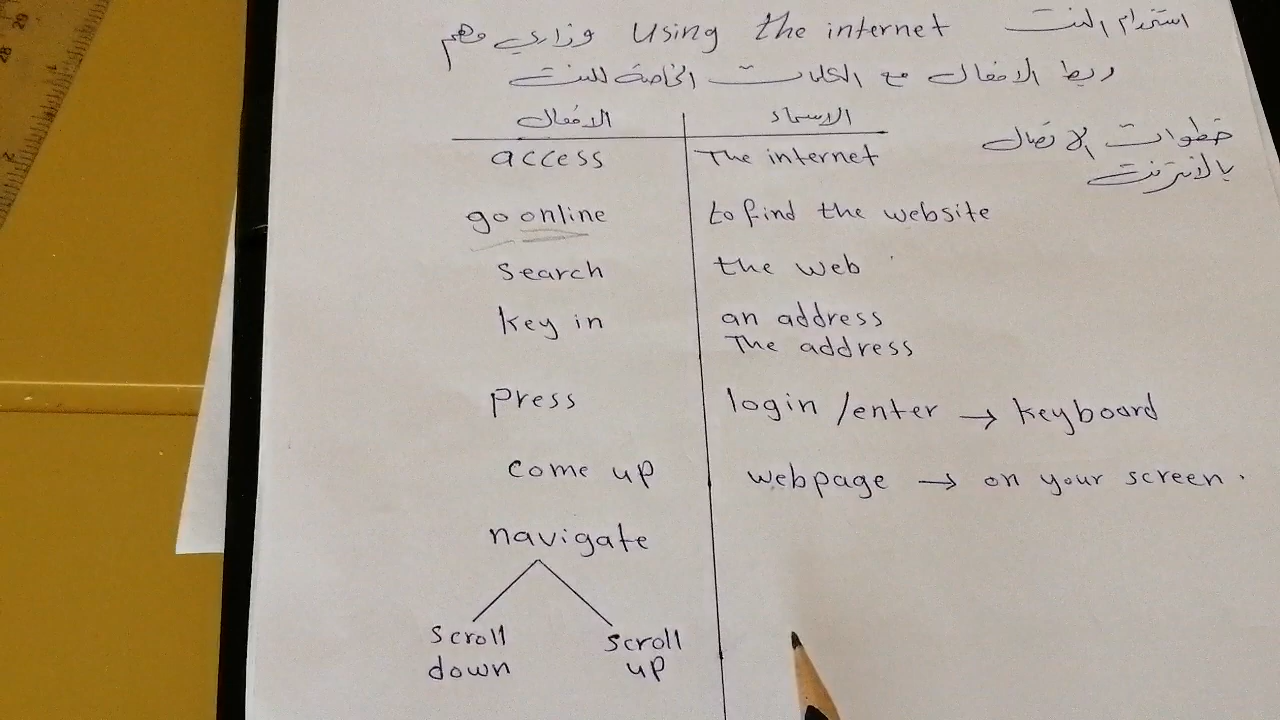 استخدام النت using the internet وزاري مهم
ربط الافعال مع الكلمات الخاصة للنت
الافعال الاسماء
خطوات الاتصال بالانترنت
access The internet
go online to find the website
search the web
key in an address
The address
press login /enter → keyboard
come up webpage → on your screen.
navigate
scroll down scroll up
29
28